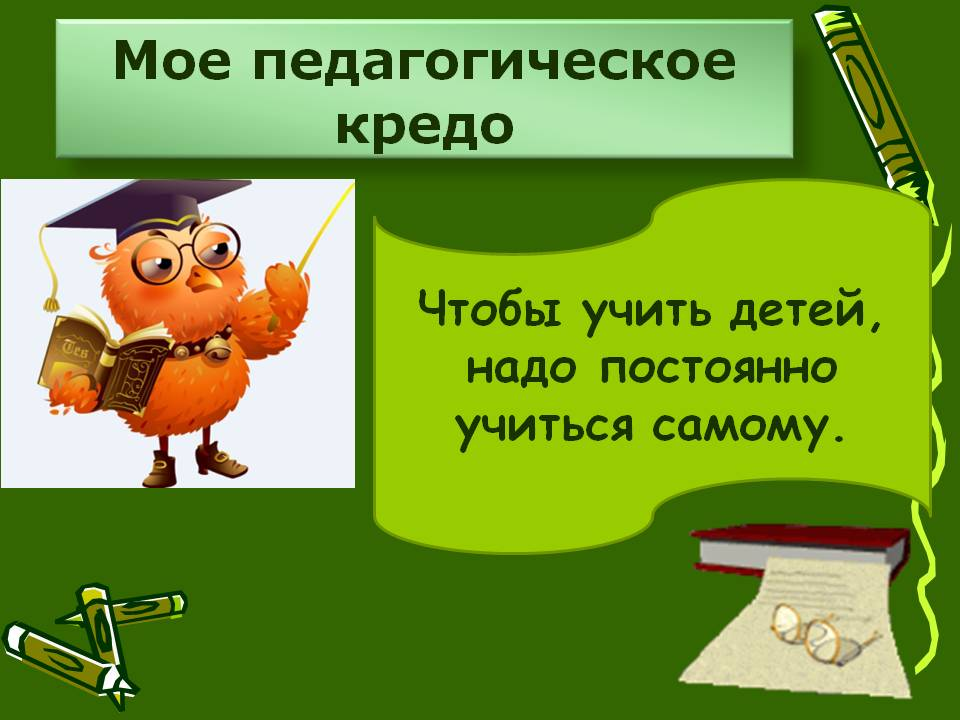 Мое педагогическое
кредо
Чтобы учить детей,
надо постоянно
учиться самому.